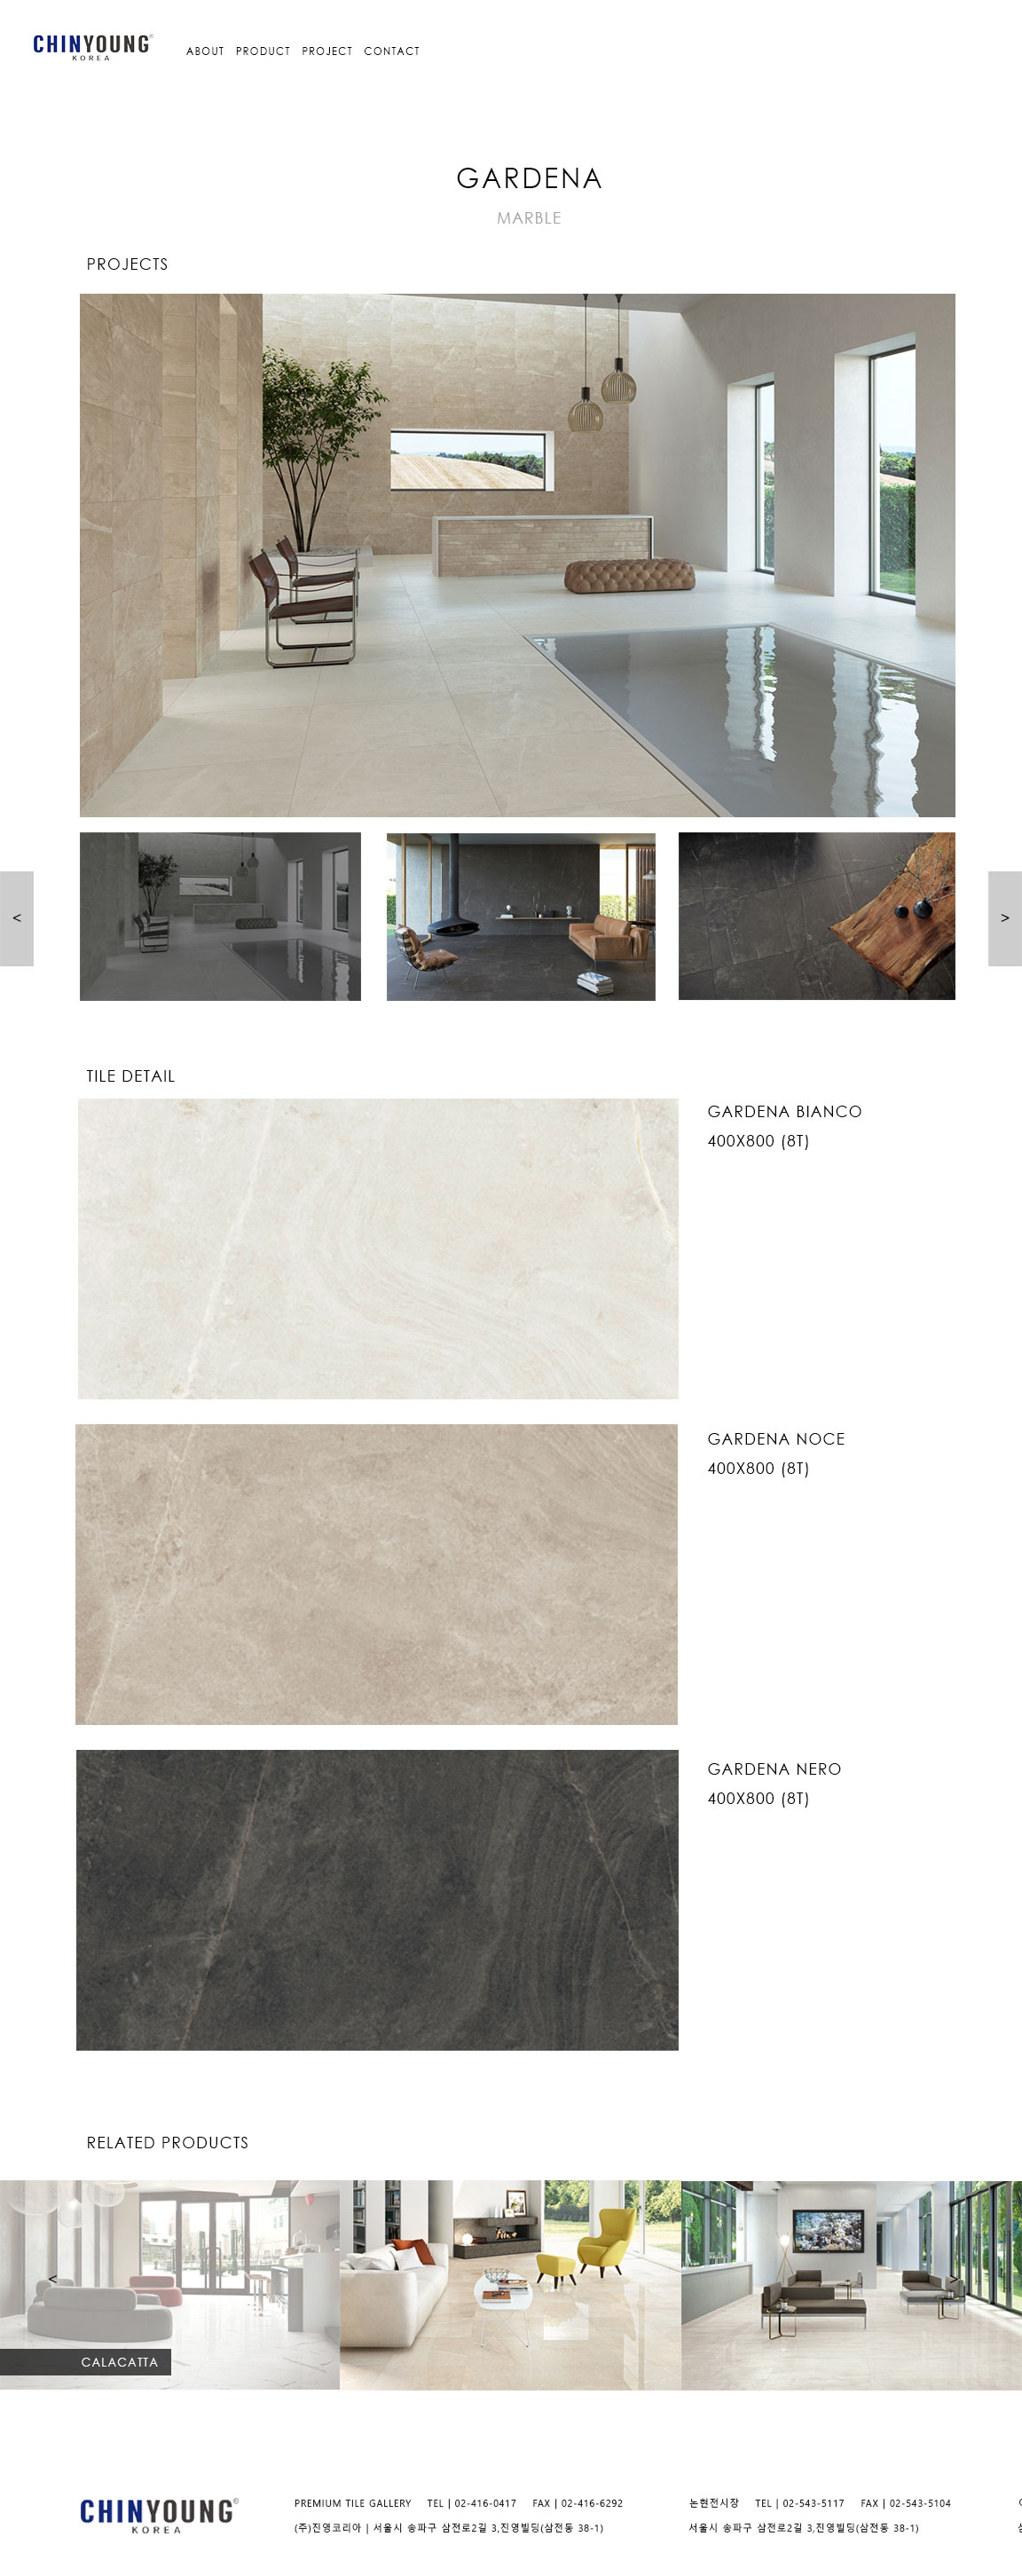 CHINYOUNG®
KOREA
ABOUT PRODUCT PROJECT CONTACT
GARDENA
MARBLE
PROJECTS
<
>
TILE DETAIL
GARDENA BIANCO
400X800 (8T)
GARDENA NOCE
400X800 (8T)
GARDENA NERO
400X800 (8T)
RELATED PRODUCTS
<
>
CALACATTA
CHINYOUNG®
KOREA
PREMIUM TILE GALLERY TEL | 02-416-0417 FAX | 02-416-6292
(주)진영코리아 | 서울시 송파구 삼전로2길 3,진영빌딩(삼전동 38-1)
논현전시장 TEL | 02-543-5117 FAX | 02-543-5104
서울시 송파구 삼전로2길 3,진영빌딩(삼전동 38-1)